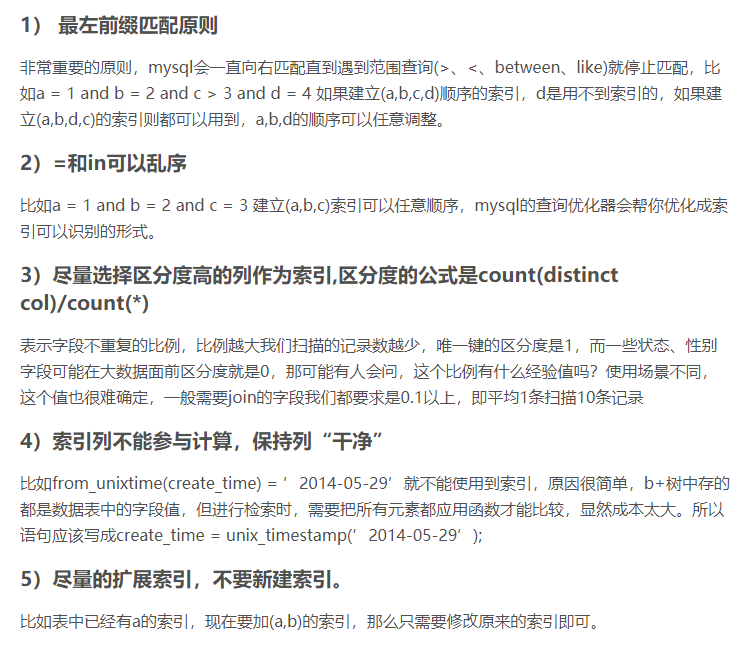 1） 最左前缀匹配原则
非常重要的原则，mysql会一直向右匹配直到遇到范围查询(>、<、between、like)就停止匹配，比
如a = 1 and b = 2 and c > 3 and d = 4 如果建立(a,b,c,d)顺序的索引，d是用不到索引的，如果建
立(a,b,d,c)的索引则都可以用到，a,b,d的顺序可以任意调整。
2）=和in可以乱序
比如a = 1 and b = 2 and c = 3 建立(a,b,c)索引可以任意顺序，mysql的查询优化器会帮你优化成索
引可以识别的形式。
3）尽量选择区分度高的列作为索引,区分度的公式是count(distinct
col)/count(*)
表示字段不重复的比例，比例越大我们扫描的记录数越少，唯一键的区分度是1，而一些状态、性别
字段可能在大数据面前区分度就是0，那可能有人会问，这个比例有什么经验值吗？使用场景不同，
这个值也很难确定，一般需要join的字段我们都要求是0.1以上，即平均1条扫描10条记录
4）索引列不能参与计算，保持列“干净”
比如from_unixtime(create_time) = ’2014-05-29’就不能使用到索引，原因很简单，b+树中存的
都是数据表中的字段值，但进行检索时，需要把所有元素都应用函数才能比较，显然成本太大。所以
语句应该写成create_time = unix_timestamp(’2014-05-29’);
5）尽量的扩展索引，不要新建索引。
比如表中已经有a的索引，现在要加(a,b)的索引，那么只需要修改原来的索引即可。